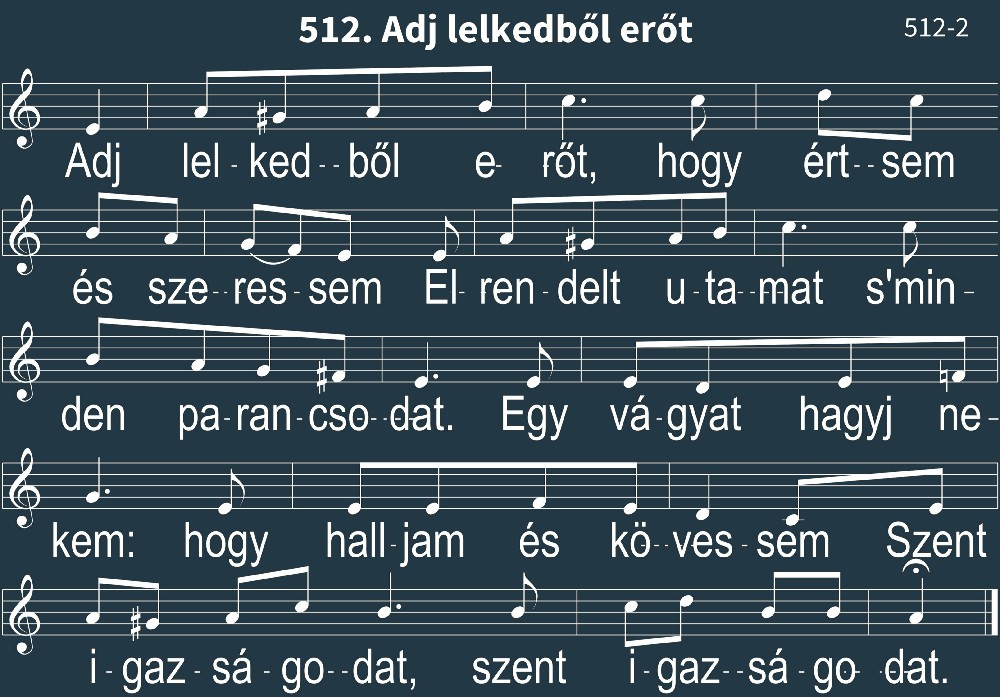 512. Adj lelkedből erőt
512-2
Adj lel - ked - - ből e- rőt, hogy ért - - sem
és sze - - res - sem El- ren - delt u - ta - -mat s'min -
den pa - ran - cso - -dat. Egy vá - gyat hagyj ne -
kem: hogy hall - jam és kö - -ves - sem Szent
i - gaz - sá - go - -dat, szent i - gaz - -sá - go -dat.